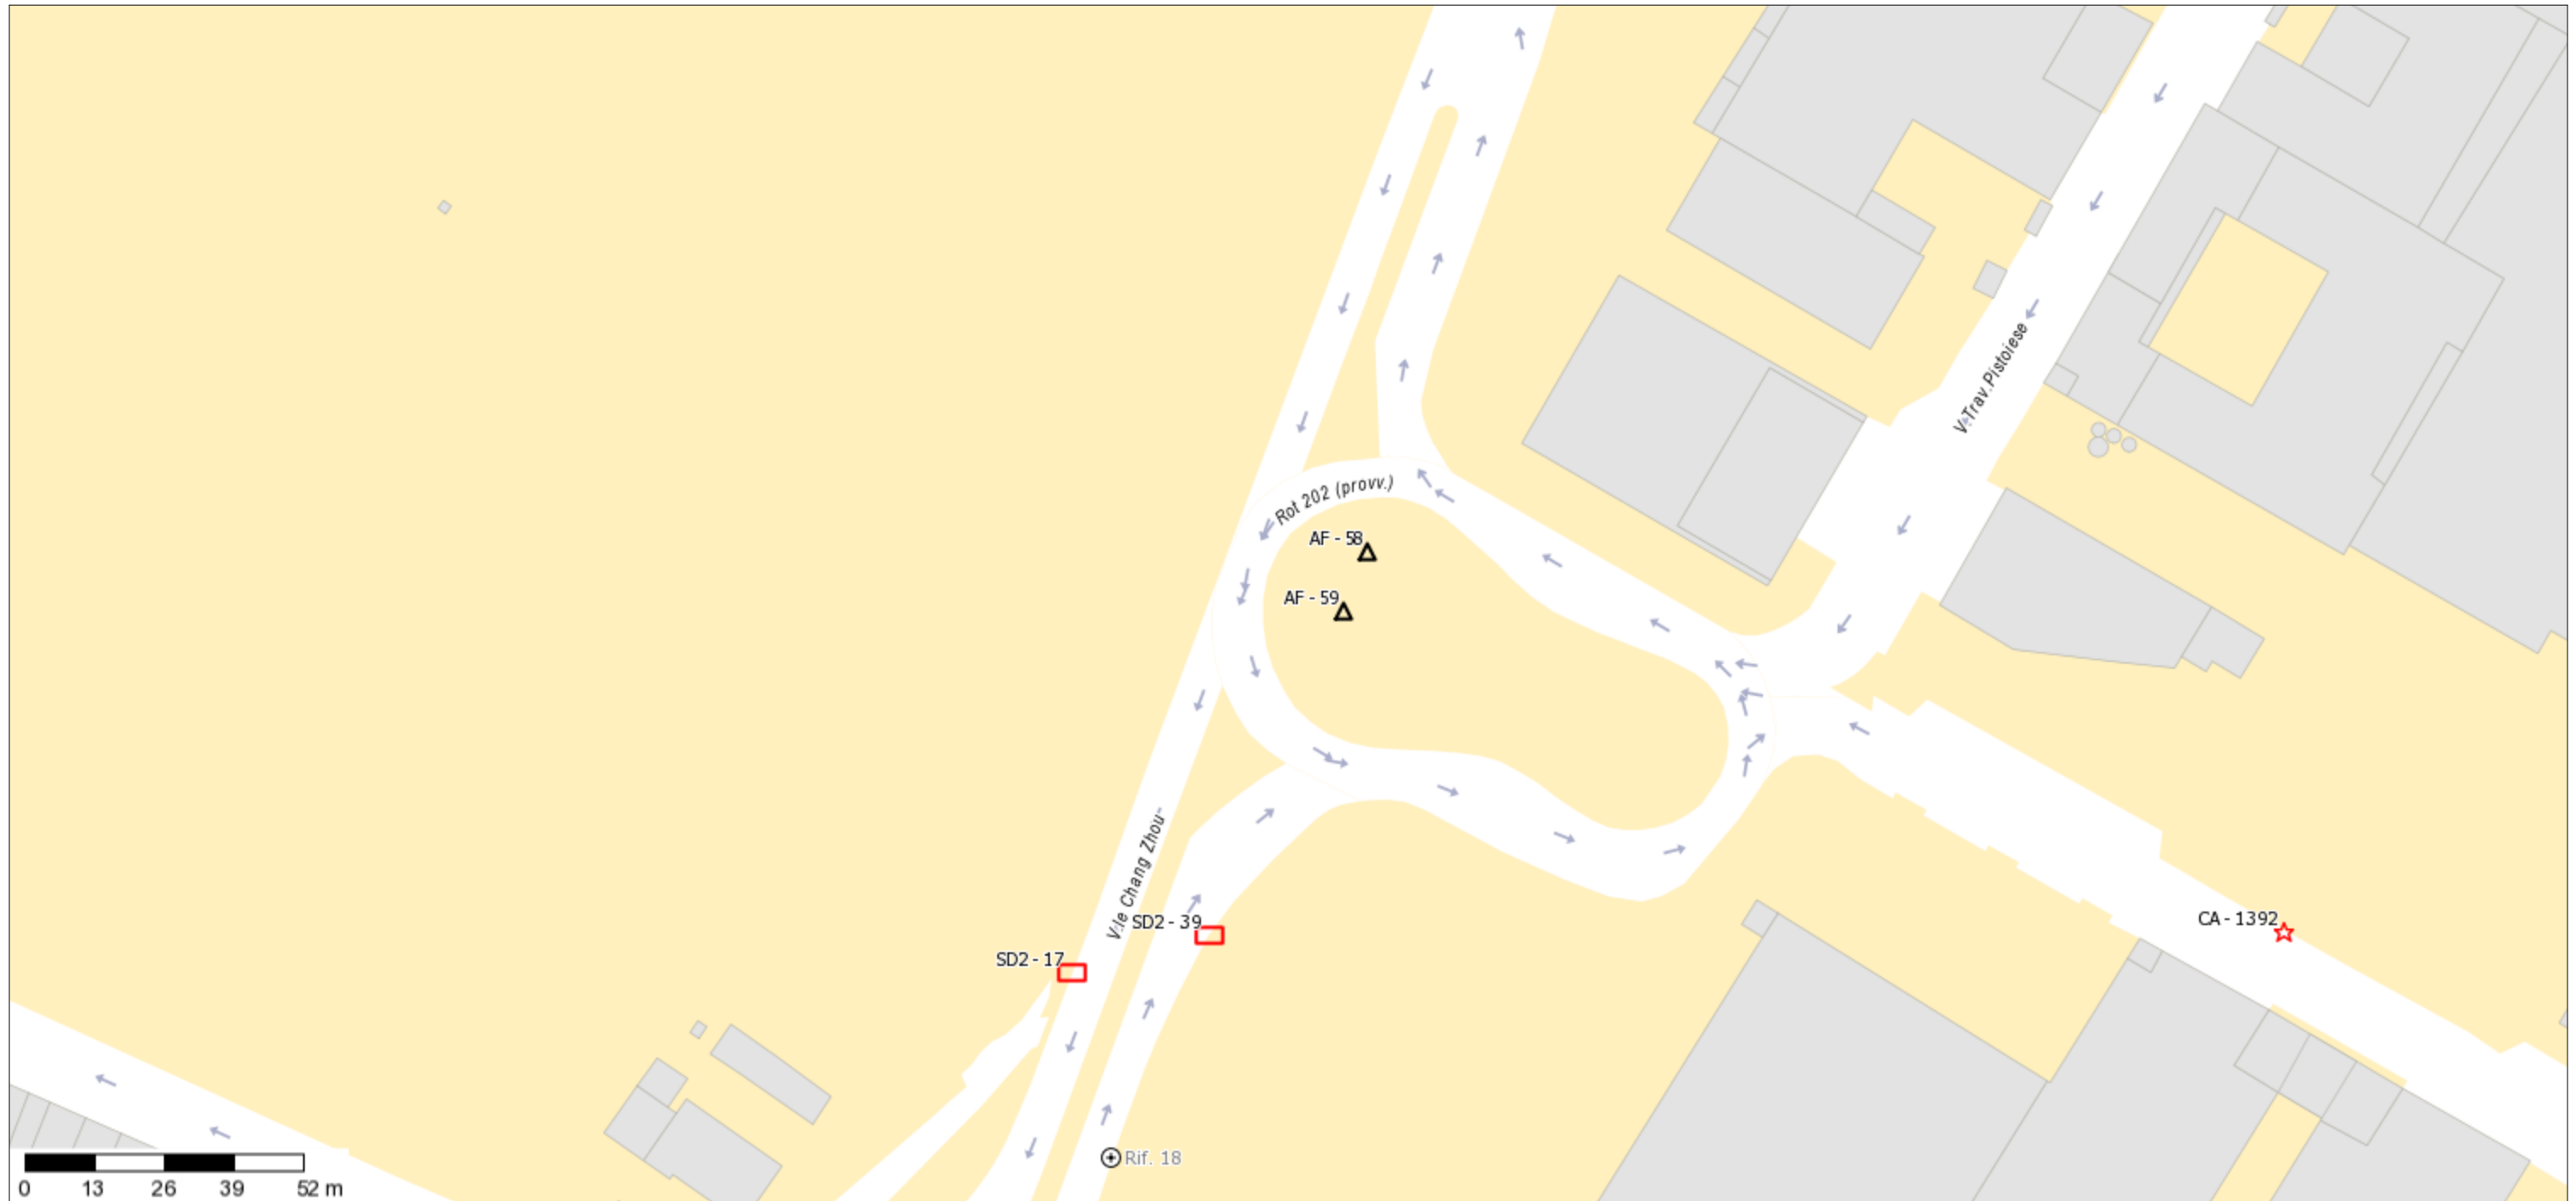 V. Trav. Pistoiese
Rot 202 (provv.)
AF - 58
AF - 59
V.le Chang Zhou
SD2 - 39
CA - 1392
SD2 - 17
Rif. 18
0 13 26 39 52 m